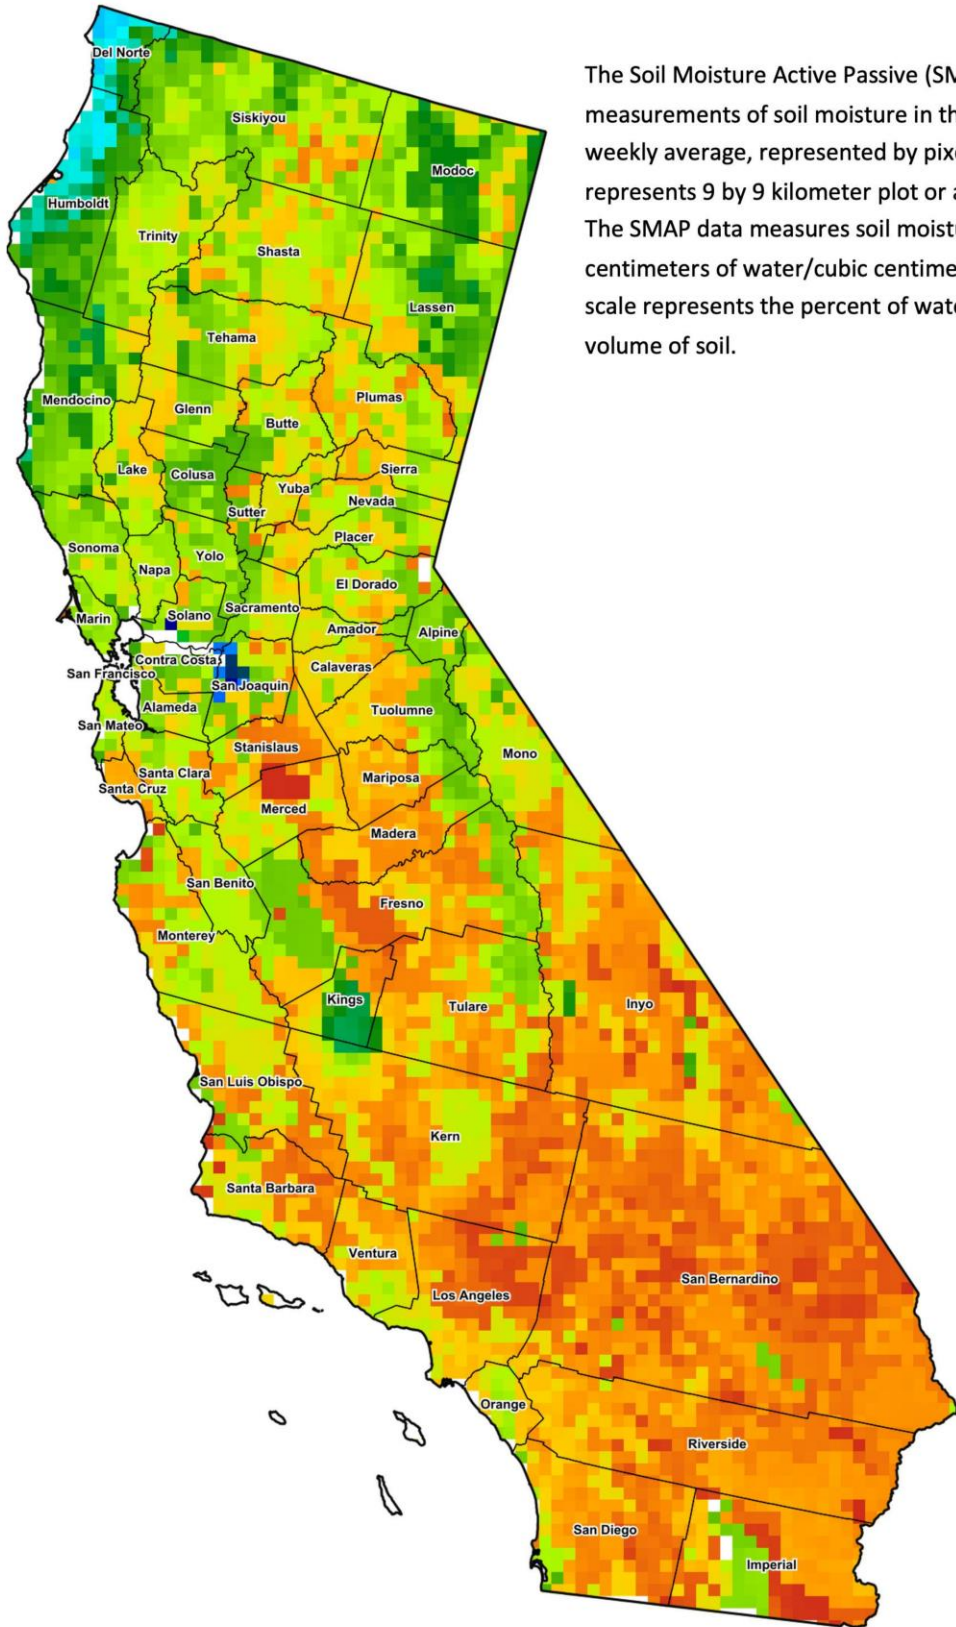 The Soil Moisture Active Passive (SM
measurements of soil moisture in th
weekly average, represented by pixe
represents 9 by 9 kilometer plot or a
The SMAP data measures soil moistu
centimeters of water/cubic centime
scale represents the percent of wate
volume of soil.
Del Norte
Siskiyou
Modoc
Humboldt
Trinity
Shasta
Lassen
Tehama
Mendocino
Glenn
Butte
Plumas
Lake
Colusa
Sierra
Yuba
Nevada
Sutter
Placer
Sonoma
Napa
Yolo
El Dorado
Marin
Solano
Sacramento
Amador
Alpine
Contra Costa
San Francisco
San Joaquin
Calaveras
Alameda
Tuolumne
San Mateo
Stanislaus
Mono
Santa Clara
Santa Cruz
Mariposa
Merced
Madera
San Benito
Fresno
Monterey
Kings
Tulare
Inyo
San Luis Obispo
Kern
Santa Barbara
Ventura
San Bernardino
Los Angeles
Orange
Riverside
San Diego
Imperial